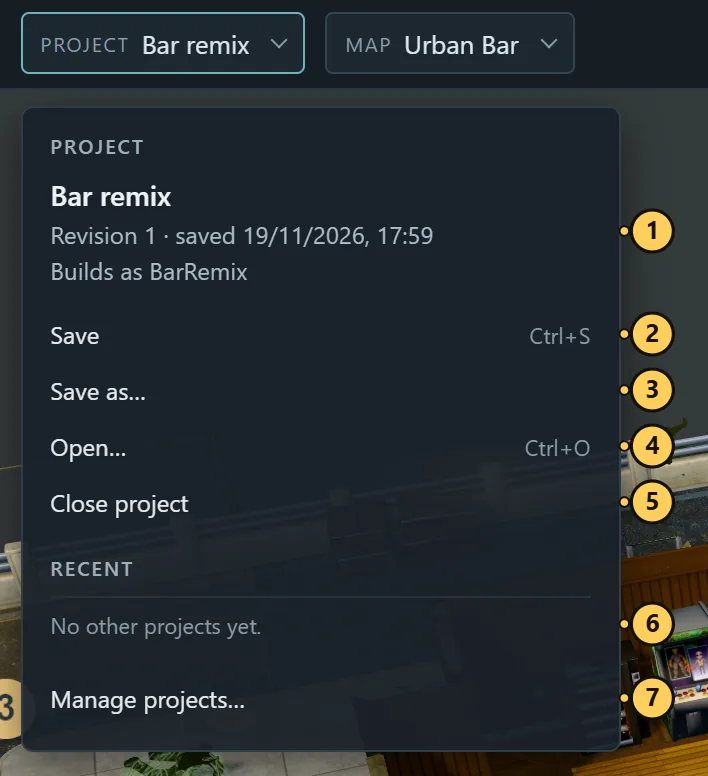 PROJECT Bar remix
MAP Urban Bar
PROJECT
Bar remix
Revision 1 · saved 19/11/2026, 17:59
Builds as BarRemix
1
Save Ctrl+S
2
Save as...
3
Open... Ctrl+O
4
Close project
5
RECENT
No other projects yet.
6
3
Manage projects...
7